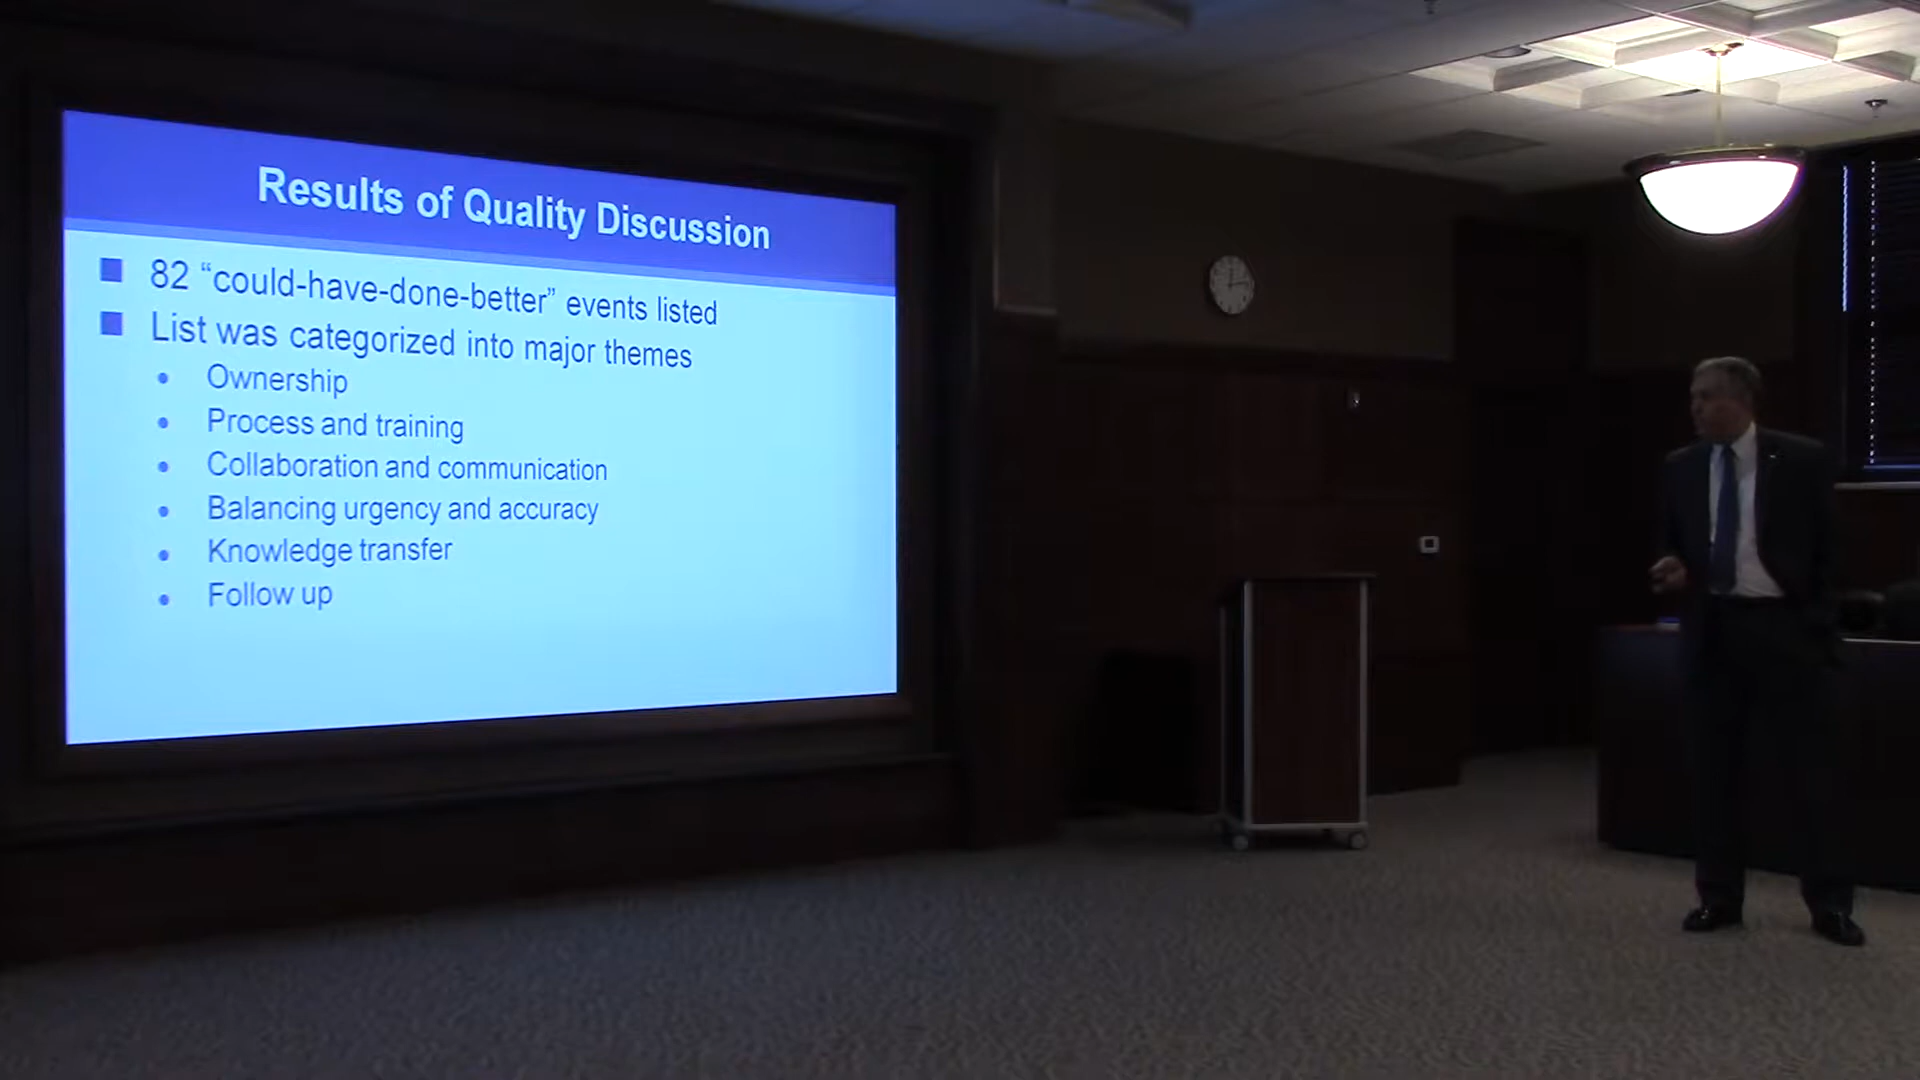 Results of Quality Discussion
82 “could-have-done-better” events listed
List was categorized into major themes
Ownership
Process and training
Collaboration and communication
Balancing urgency and accuracy
Knowledge transfer
Follow up